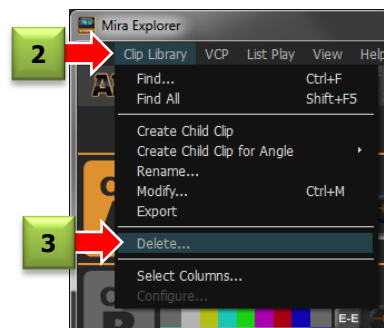 Mira Explorer
2
Clip Library VCP List Play View Help
Find... Ctrl+F
Find All Shift+F5
Create Child Clip
Create Child Clip for Angle
Rename...
Modify... Ctrl+M
Export
3
Delete...
Select Columns...
Configure...
E-E